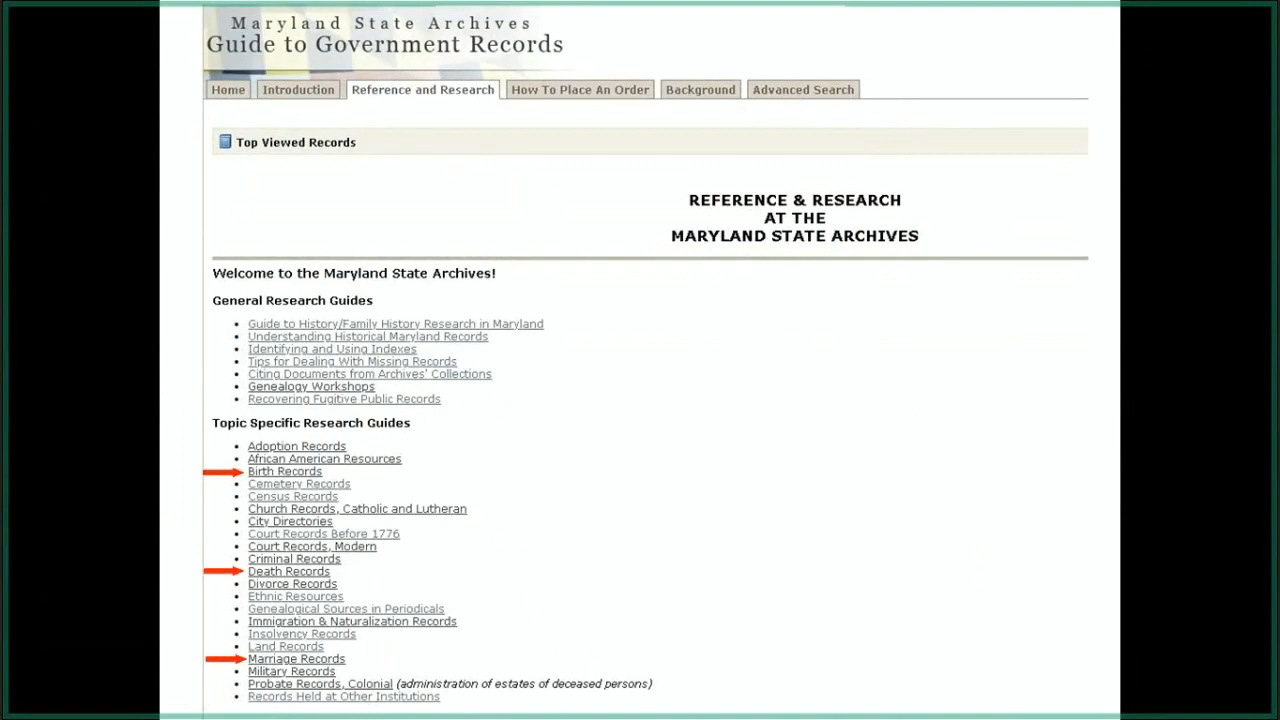 Maryland State Archives
Guide to Government Records
Home Introduction Reference and Research How To Place An Order Background Advanced Search
Top Viewed Records
REFERENCE & RESEARCH
AT THE
MARYLAND STATE ARCHIVES
Welcome to the Maryland State Archives!
General Research Guides
Guide to History/Family History Research in Maryland
Understanding Historical Maryland Records
Identifying and Using Indexes
Tips for Dealing With Missing Records
Citing Documents from Archives' Collections
Genealogy Workshops
Recovering Fugitive Public Records
Topic Specific Research Guides
Adoption Records
African American Resources
Birth Records
Cemetery Records
Census Records
Church Records, Catholic and Lutheran
City Directories
Court Records Before 1776
Court Records, Modern
Criminal Records
Death Records
Divorce Records
Ethnic Resources
Genealogical Sources in Periodicals
Immigration & Naturalization Records
Insolvency Records
Land Records
Marriage Records
Military Records
Probate Records, Colonial (administration of estates of deceased persons)
Records Held at Other Institutions